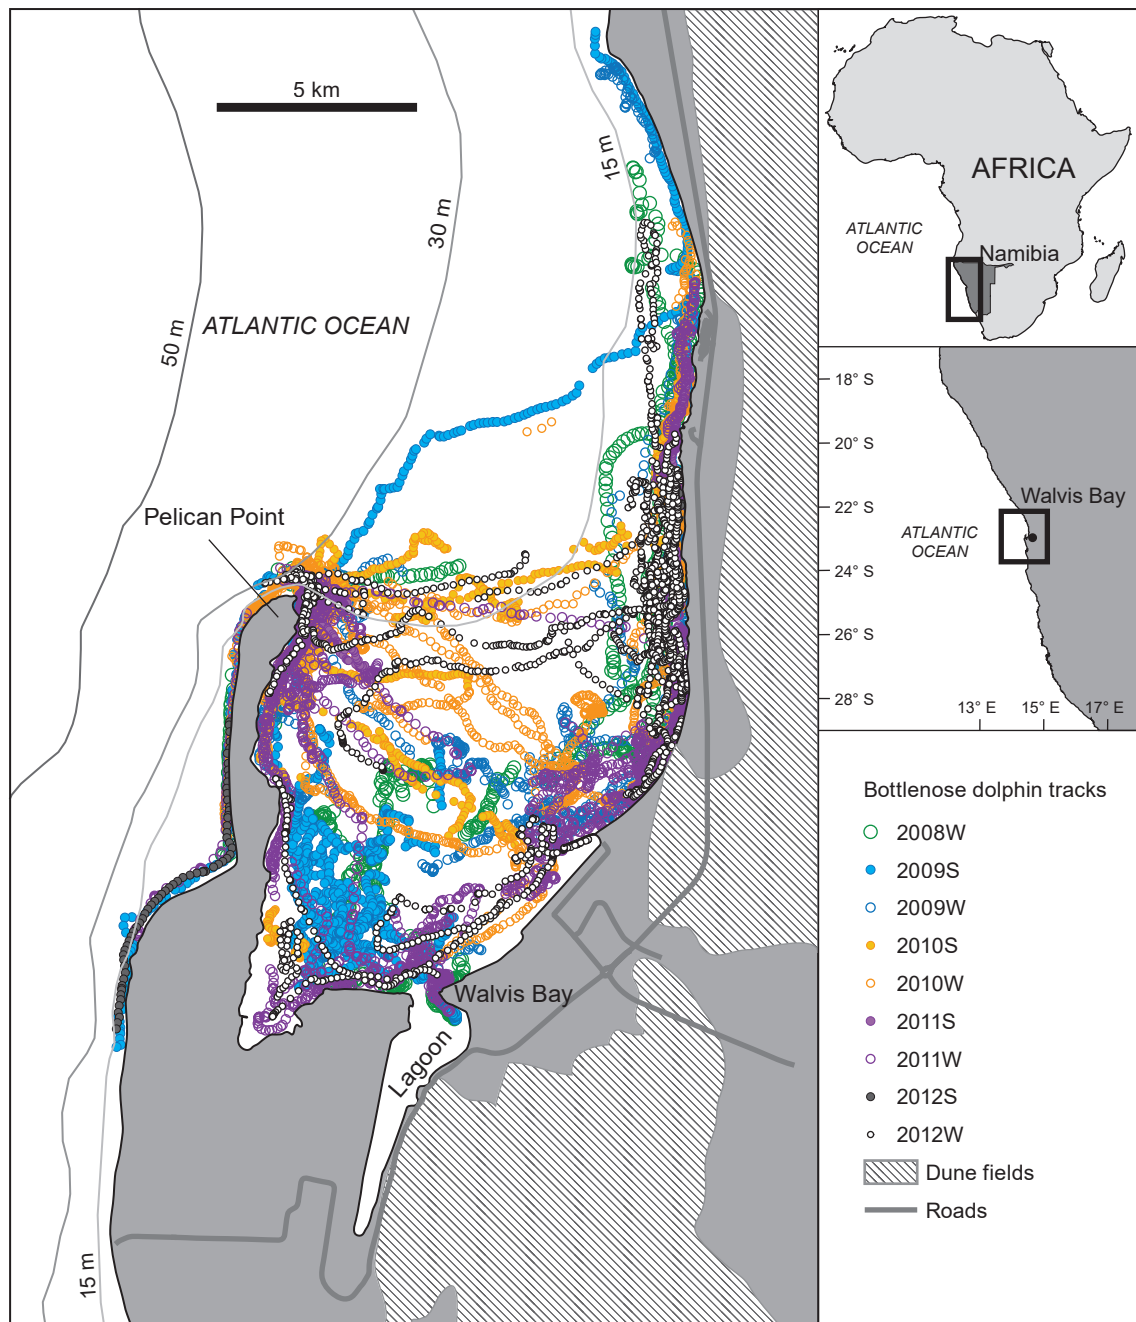 5 km
15 m
30 m
50 m
ATLANTIC OCEAN
Pelican Point
Walvis Bay
Lagoon
15 m
AFRICA
ATLANTIC
OCEAN
Namibia
18° S
20° S
22° S
24° S
26° S
28° S
Walvis Bay
ATLANTIC
OCEAN
13° E
15° E
17° E
Bottlenose dolphin tracks
2008W
2009S
2009W
2010S
2010W
2011S
2011W
2012S
2012W
Dune fields
Roads